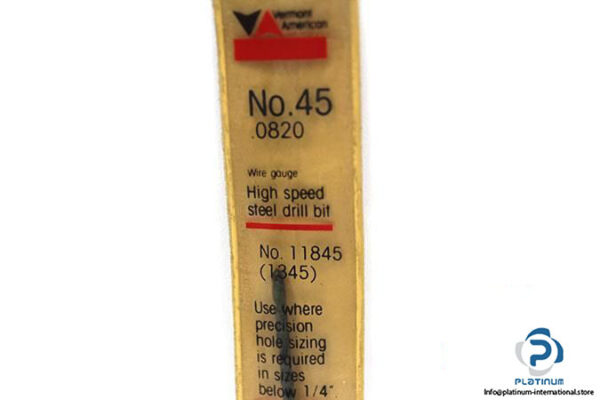 Vermont
American
No.45
.0820
Wire gauge
High speed
steel drill bit
No. 11845
(1345)
Use where
precision
hole sizing
is required
in sizes
below 1/4".
PLATINUM
Info@platinum-international.store